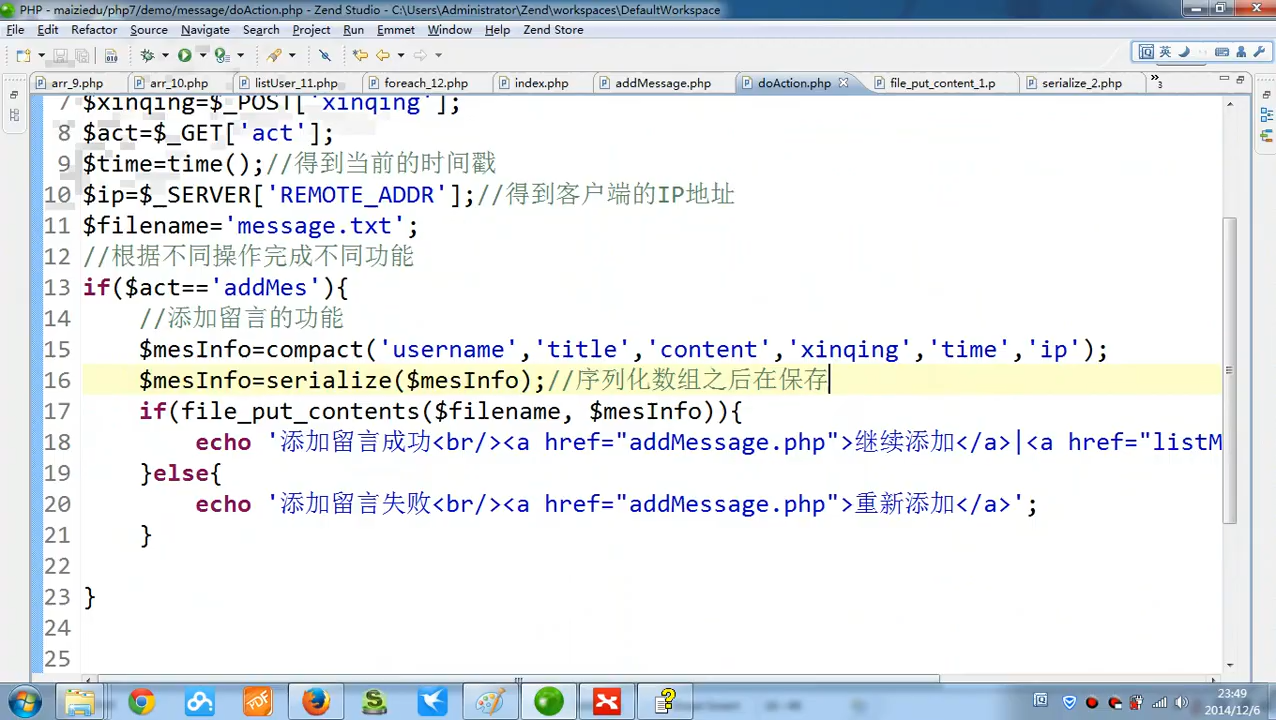 PHP - maiziedu/php7/demo/message/doAction.php - Zend Studio - C:\Users\Administrator\Zend\workspaces\DefaultWorkspace
File Edit Refactor Source Navigate Search Project Run Emmet Window Help Zend Store
英
arr_9.php arr_10.php listUser_11.php foreach_12.php index.php addMessage.php doAction.php file_put_content_1.p serialize_2.php »3
7 $xinqing=$_POST['xinqing'];
8 $act=$_GET['act'];
9 $time=time();//得到当前的时间戳
10 $ip=$_SERVER['REMOTE_ADDR'];//得到客户端的IP地址
11 $filename='message.txt';
12 //根据不同操作完成不同功能
13 if($act=='addMes'){
14 //添加留言的功能
15 $mesInfo=compact('username','title','content','xinqing','time','ip');
16 $mesInfo=serialize($mesInfo);//序列化数组之后在保存
17 if(file_put_contents($filename, $mesInfo)){
18 echo '添加留言成功<br/><a href="addMessage.php">继续添加</a>|<a href="listM
19 }else{
20 echo '添加留言失败<br/><a href="addMessage.php">重新添加</a>';
21 }
22
23 }
24
25
PDF
23:49
2014/12/6